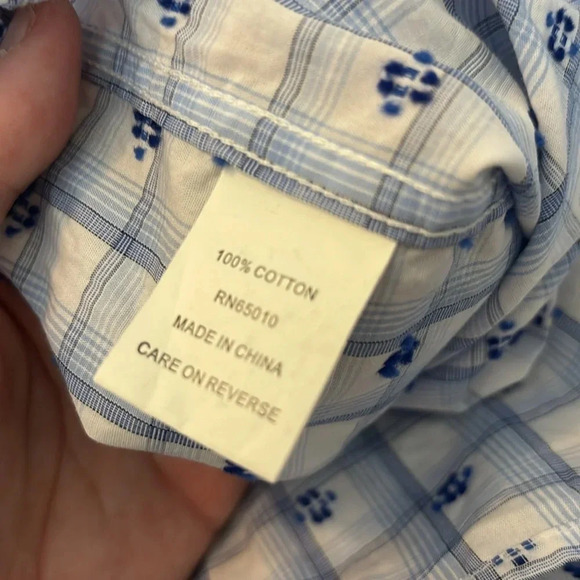 100% COTTON
RN65010
MADE IN CHINA
CARE ON REVERSE